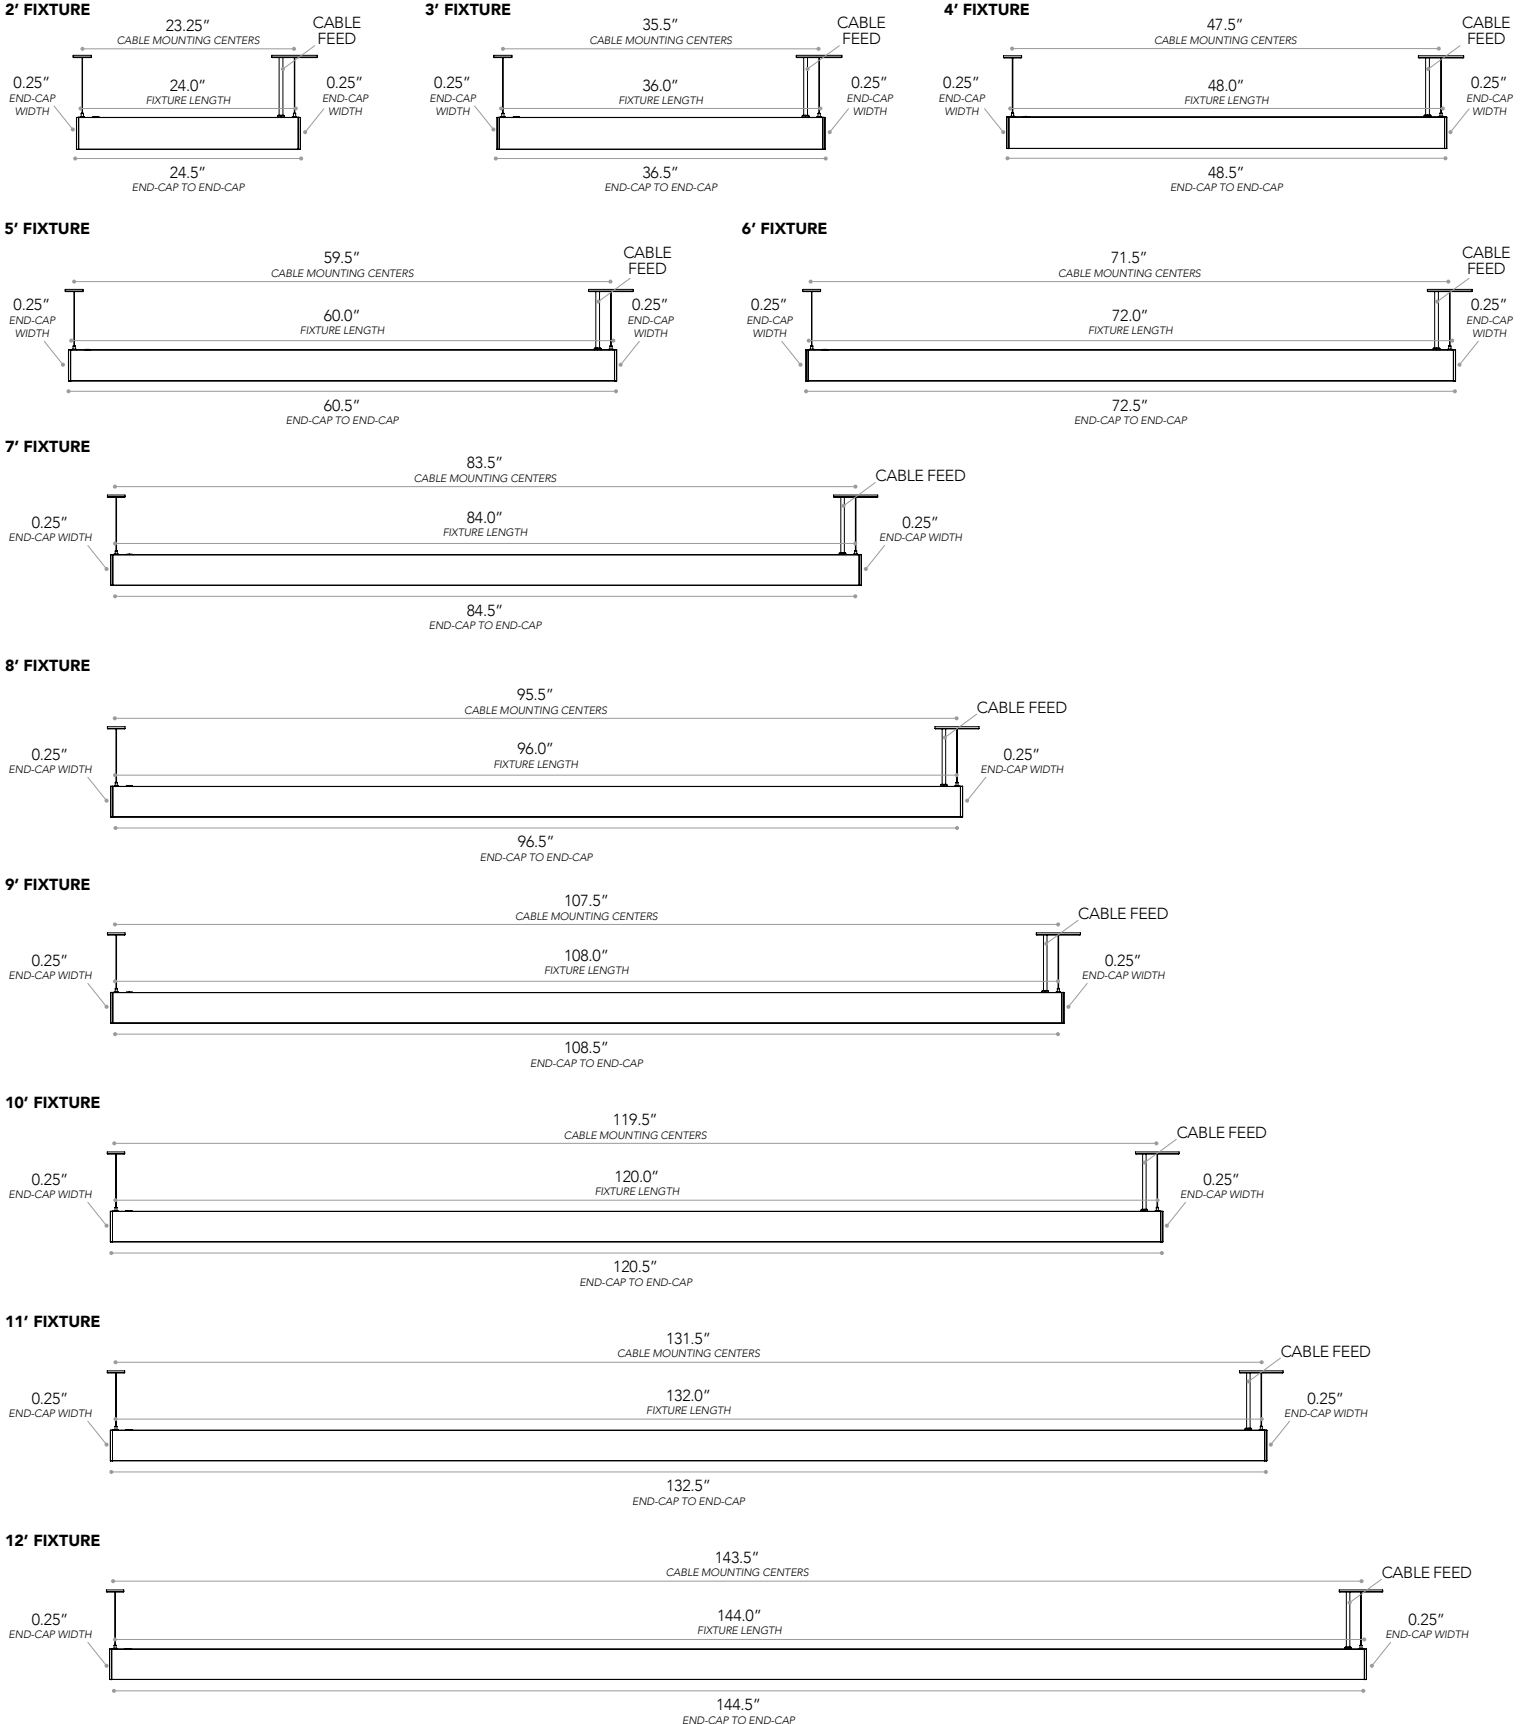 2’ FIXTURE
23.25”
CABLE MOUNTING CENTERS
CABLE
FEED
0.25”
END-CAP
WIDTH
24.0”
FIXTURE LENGTH
0.25”
END-CAP
WIDTH
24.5”
END-CAP TO END-CAP
3’ FIXTURE
35.5”
CABLE MOUNTING CENTERS
CABLE
FEED
0.25”
END-CAP
WIDTH
36.0”
FIXTURE LENGTH
0.25”
END-CAP
WIDTH
36.5”
END-CAP TO END-CAP
4’ FIXTURE
47.5”
CABLE MOUNTING CENTERS
CABLE
FEED
0.25”
END-CAP
WIDTH
48.0”
FIXTURE LENGTH
0.25”
END-CAP
WIDTH
48.5”
END-CAP TO END-CAP
5’ FIXTURE
59.5”
CABLE MOUNTING CENTERS
CABLE
FEED
0.25”
END-CAP
WIDTH
60.0”
FIXTURE LENGTH
0.25”
END-CAP
WIDTH
60.5”
END-CAP TO END-CAP
6’ FIXTURE
71.5”
CABLE MOUNTING CENTERS
CABLE
FEED
0.25”
END-CAP
WIDTH
72.0”
FIXTURE LENGTH
0.25”
END-CAP
WIDTH
72.5”
END-CAP TO END-CAP
7’ FIXTURE
83.5”
CABLE MOUNTING CENTERS
CABLE FEED
0.25”
END-CAP WIDTH
84.0”
FIXTURE LENGTH
0.25”
END-CAP WIDTH
84.5”
END-CAP TO END-CAP
8’ FIXTURE
95.5”
CABLE MOUNTING CENTERS
CABLE FEED
0.25”
END-CAP WIDTH
96.0”
FIXTURE LENGTH
0.25”
END-CAP WIDTH
96.5”
END-CAP TO END-CAP
9’ FIXTURE
107.5”
CABLE MOUNTING CENTERS
CABLE FEED
0.25”
END-CAP WIDTH
108.0”
FIXTURE LENGTH
0.25”
END-CAP WIDTH
108.5”
END-CAP TO END-CAP
10’ FIXTURE
119.5”
CABLE MOUNTING CENTERS
CABLE FEED
0.25”
END-CAP WIDTH
120.0”
FIXTURE LENGTH
0.25”
END-CAP WIDTH
120.5”
END-CAP TO END-CAP
11’ FIXTURE
131.5”
CABLE MOUNTING CENTERS
CABLE FEED
0.25”
END-CAP WIDTH
132.0”
FIXTURE LENGTH
0.25”
END-CAP WIDTH
132.5”
END-CAP TO END-CAP
12’ FIXTURE
143.5”
CABLE MOUNTING CENTERS
CABLE FEED
0.25”
END-CAP WIDTH
144.0”
FIXTURE LENGTH
0.25”
END-CAP WIDTH
144.5”
END-CAP TO END-CAP